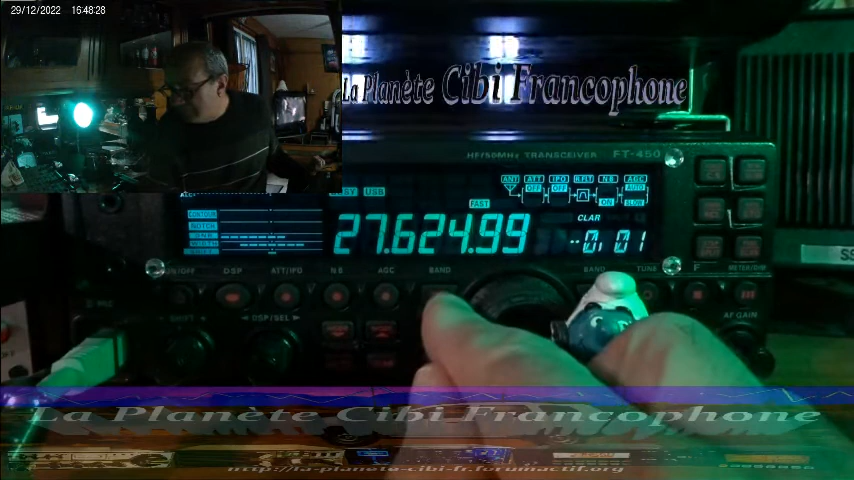 29/12/2022 16:48:28
La Planète Cibi Francophone
HF/50MHz TRANSCEIVER FT-450
USB
ANT ATT IPO R.FLT N B AGC
OFF OFF AUTO
ON SLOW
FAST
CONTOUR
NOTCH
WIDTH
27.624.99
CLAR
ON/OFF DSP ATT/IPO N B AGC BAND BAND TUNE F METER/DIM
SHIFT ◄ DSP/SEL ► AF GAIN
SS
La Planète Cibi Francophone
http://la-planete-cibi-fr.forumactif.org